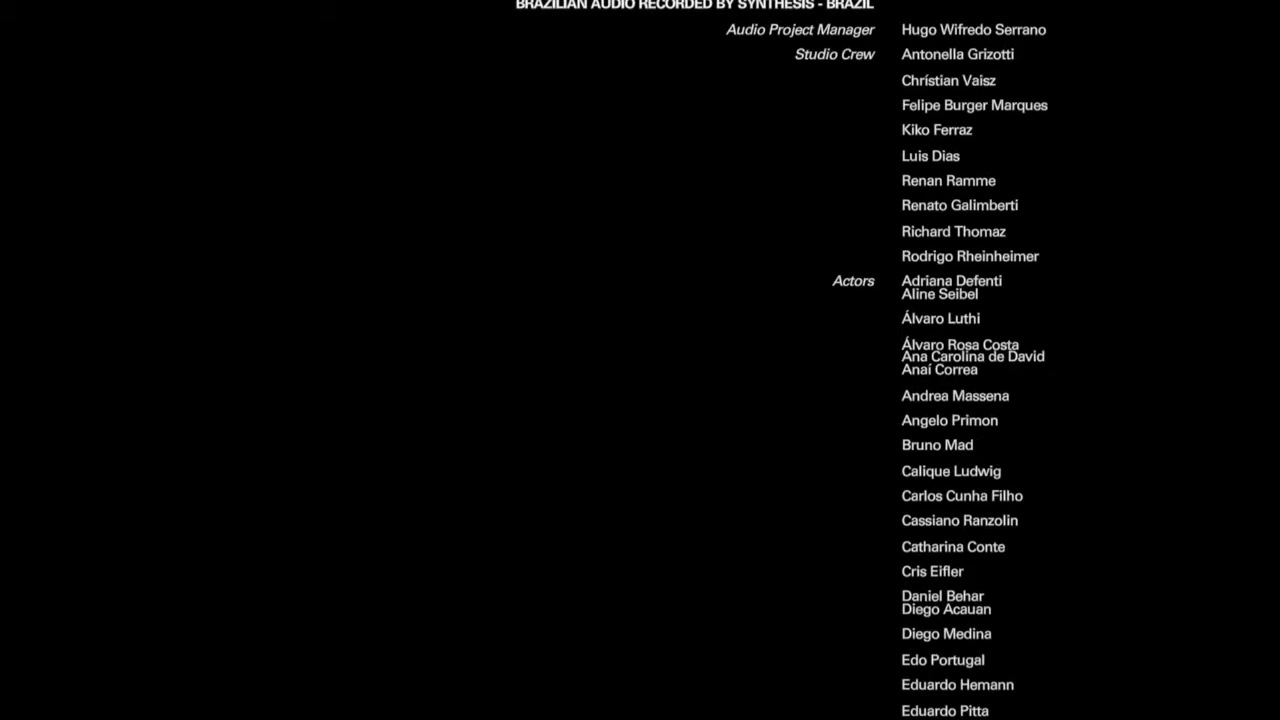 BRAZILIAN AUDIO RECORDED BY SYNTHESIS - BRAZIL
Audio Project Manager Hugo Wifredo Serrano
Studio Crew Antonella Grizotti
Chrístian Vaisz
Felipe Burger Marques
Kiko Ferraz
Luis Dias
Renan Ramme
Renato Galimberti
Richard Thomaz
Rodrigo Rheinheimer
Actors Adriana Defenti
Aline Seibel
Álvaro Luthi
Álvaro Rosa Costa
Ana Carolina de David
Anaí Correa
Andrea Massena
Angelo Primon
Bruno Mad
Calique Ludwig
Carlos Cunha Filho
Cassiano Ranzolin
Catharina Conte
Cris Eifler
Daniel Behar
Diego Acauan
Diego Medina
Edo Portugal
Eduardo Hemann
Eduardo Pitta